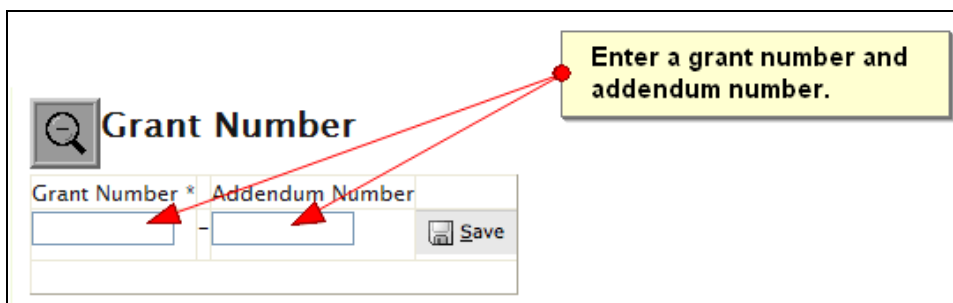 Enter a grant number and
addendum number.
Grant Number
Grant Number * Addendum Number
-
Save